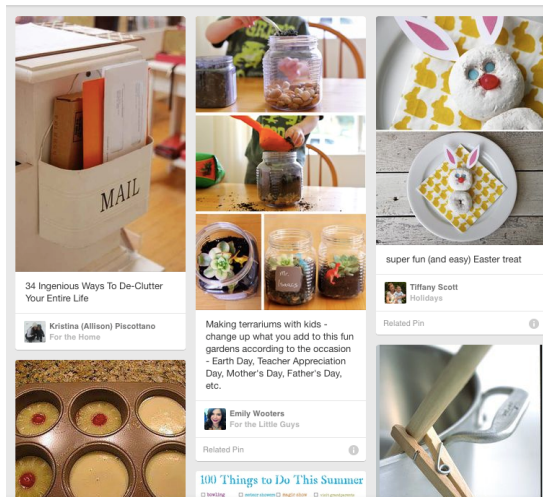 MAIL
34 Ingenious Ways To De-Clutter
Your Entire Life
Kristina (Allison) Piscottano
For the Home
Making terrariums with kids -
change up what you add to this fun
gardens according to the occasion
- Earth Day, Teacher Appreciation
Day, Mother's Day, Father's Day,
etc.
Emily Wooters
For the Little Guys
Related Pin
100 Things to Do This Summer
bowling
magic show
super fun (and easy) Easter treat
Tiffany Scott
Holidays
Related Pin